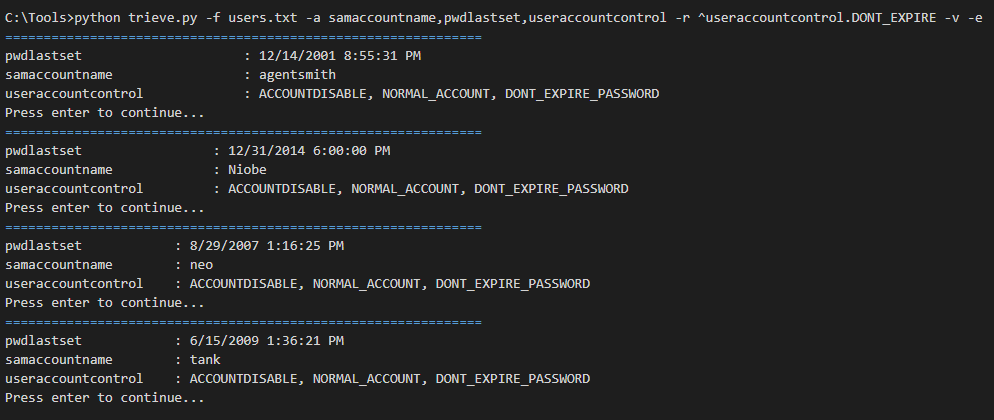 C:\Tools>python trieve.py -f users.txt -a samaccountname,pwdlastset,useraccountcontrol -r ^useraccountcontrol.DONT_EXPIRE -v -e
==============================================================
pwdlastset                     : 12/14/2001 8:55:31 PM
samaccountname                 : agentsmith
useraccountcontrol             : ACCOUNTDISABLE, NORMAL_ACCOUNT, DONT_EXPIRE_PASSWORD
Press enter to continue...
==============================================================
pwdlastset                 : 12/31/2014 6:00:00 PM
samaccountname             : Niobe
useraccountcontrol         : ACCOUNTDISABLE, NORMAL_ACCOUNT, DONT_EXPIRE_PASSWORD
Press enter to continue...
==============================================================
pwdlastset            : 8/29/2007 1:16:25 PM
samaccountname        : neo
useraccountcontrol    : ACCOUNTDISABLE, NORMAL_ACCOUNT, DONT_EXPIRE_PASSWORD
Press enter to continue...
==============================================================
pwdlastset            : 6/15/2009 1:36:21 PM
samaccountname        : tank
useraccountcontrol    : ACCOUNTDISABLE, NORMAL_ACCOUNT, DONT_EXPIRE_PASSWORD
Press enter to continue...